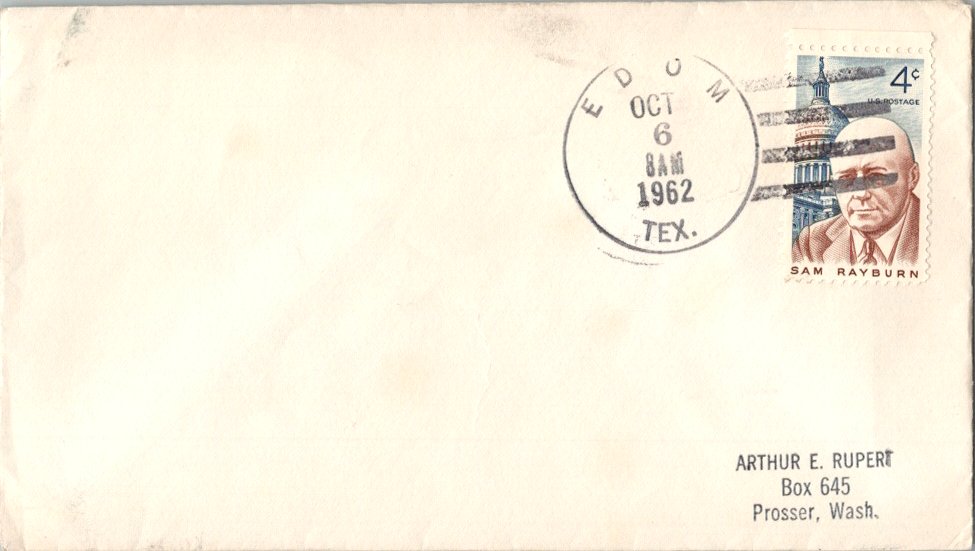 EDOM
OCT
6
8AM
1962
TEX.
4¢
U.S. POSTAGE
SAM RAYBURN
ARTHUR E. RUPERT
Box 645
Prosser, Wash.